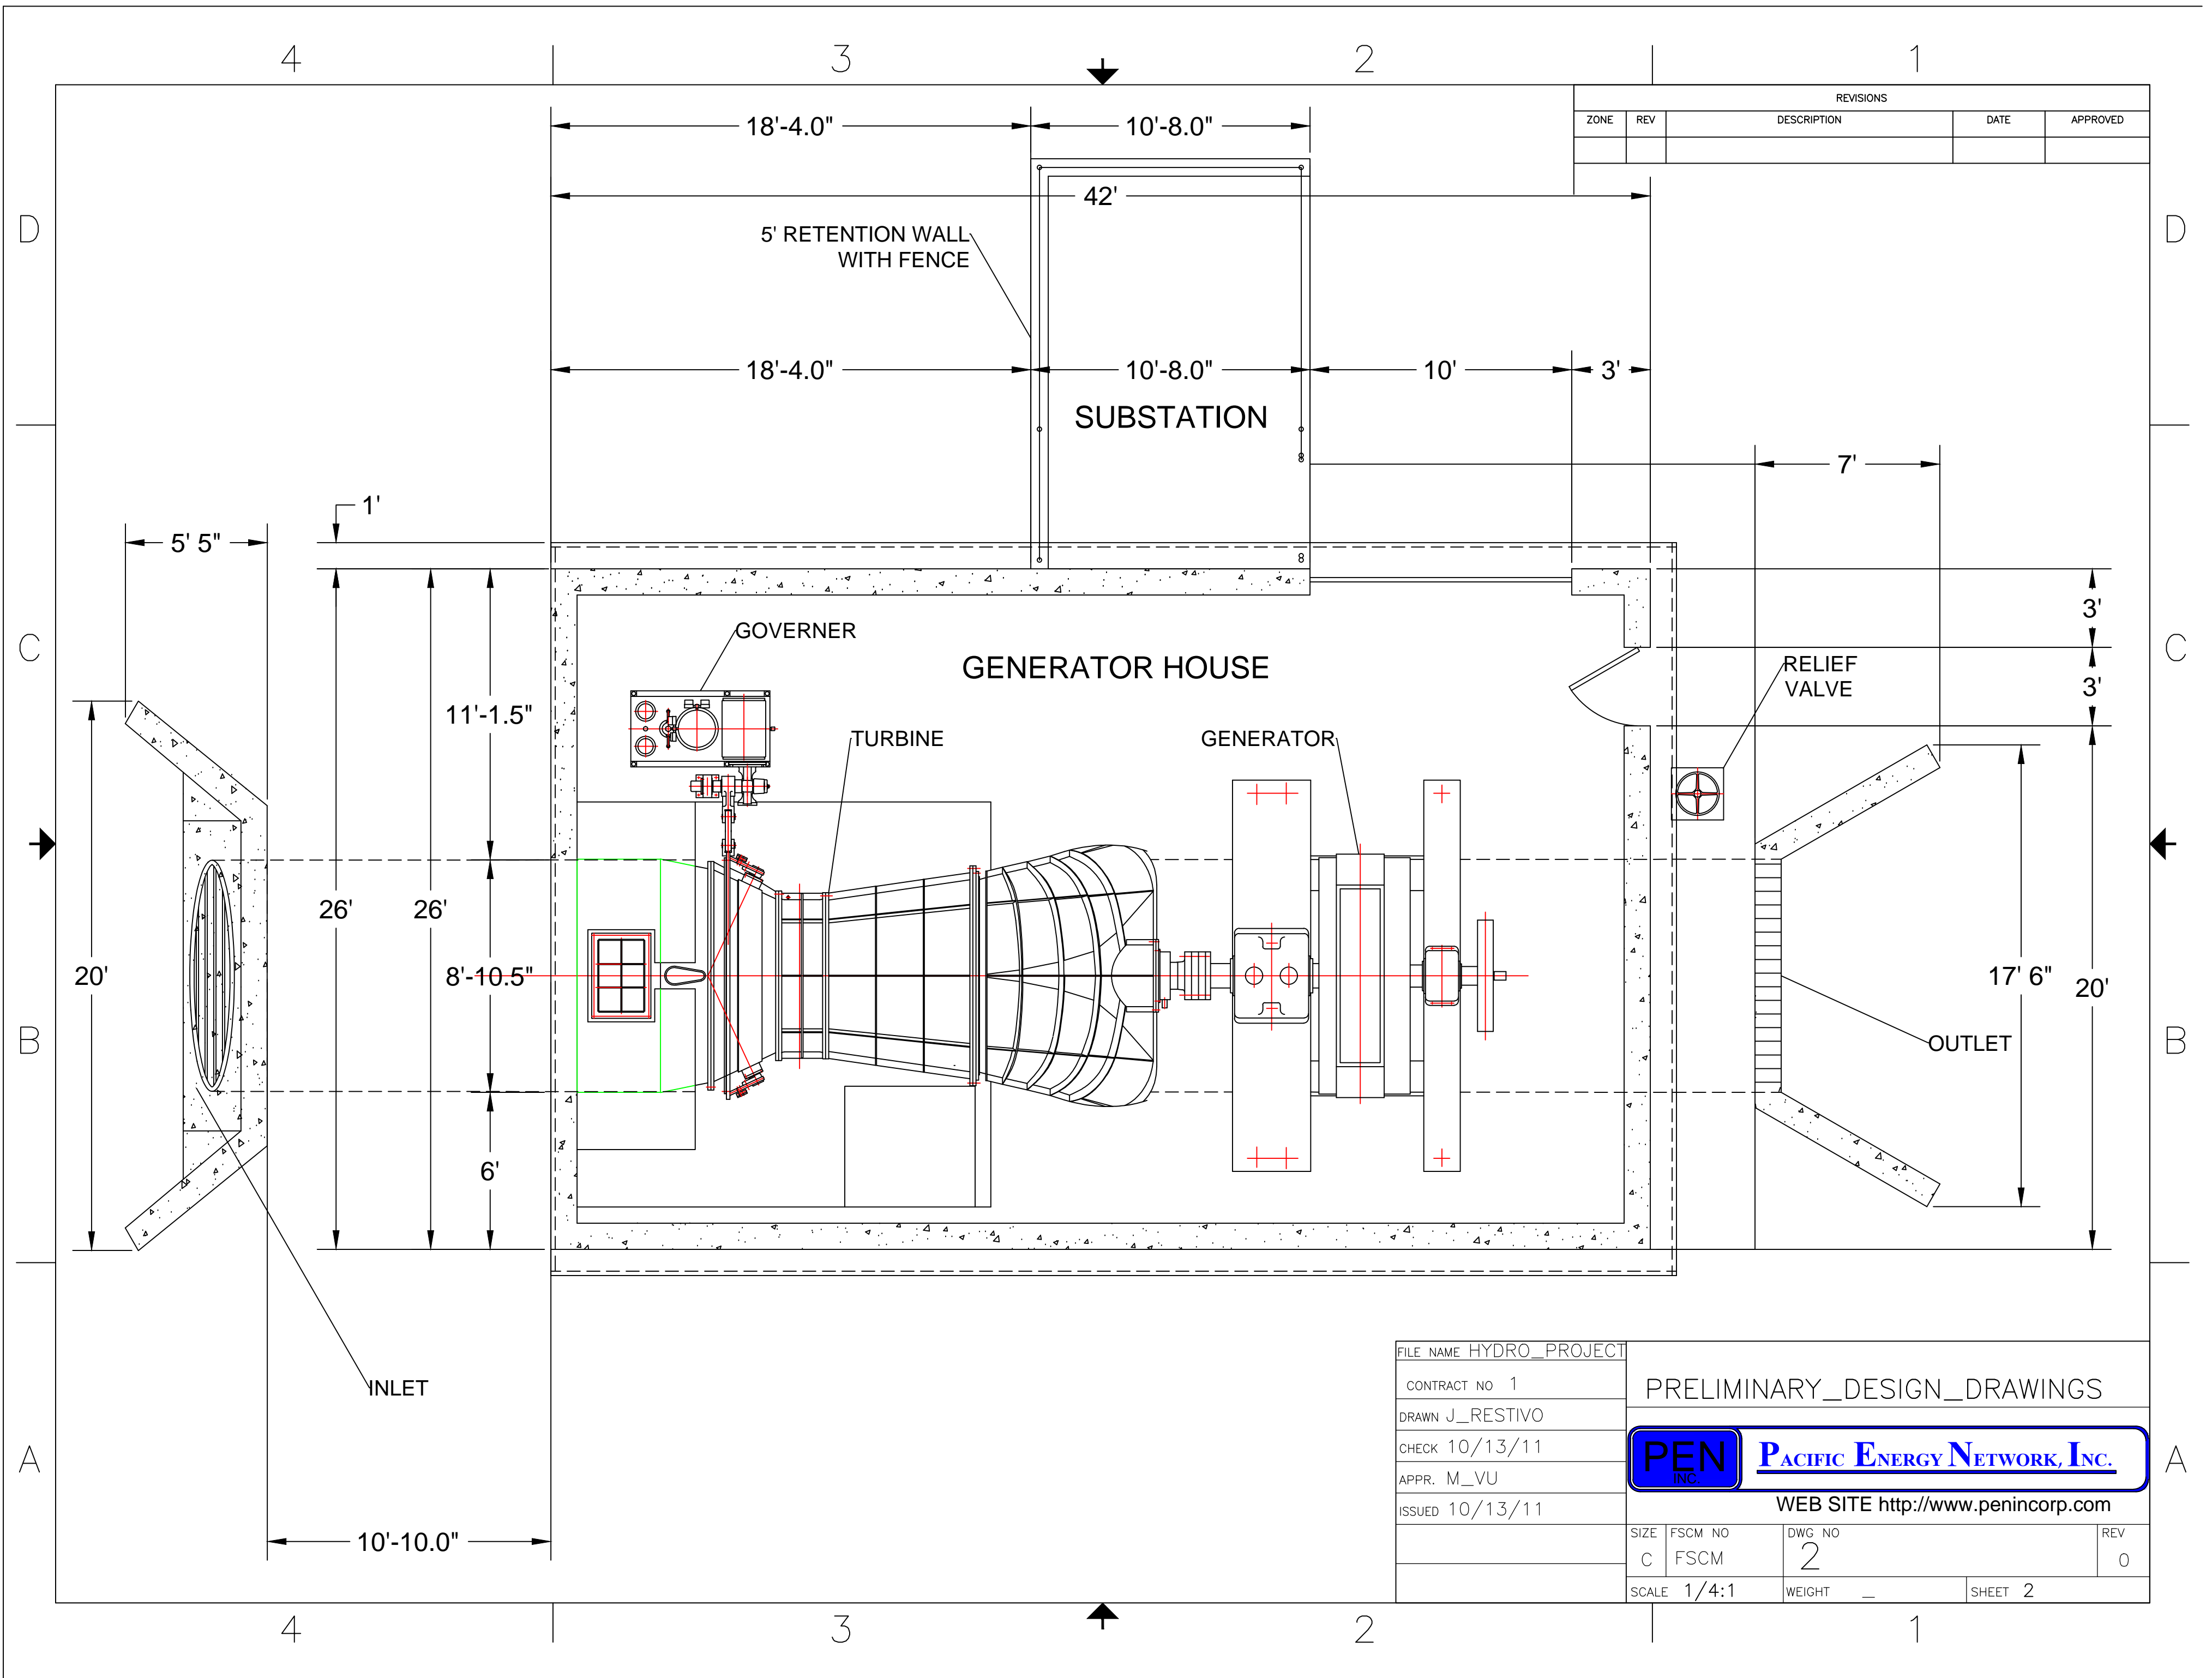 4 3 2 1
REVISIONS
ZONE REV DESCRIPTION DATE APPROVED
18'-4.0" 10'-8.0"
42'
D D
5' RETENTION WALL
WITH FENCE
18'-4.0" 10'-8.0" 10' 3'
SUBSTATION
7'
1'
5' 5"
3'
GOVERNER
C C
GENERATOR HOUSE
RELIEF
VALVE
3'
11'-1.5"
TURBINE
GENERATOR
26' 26'
20'
8'-10.5"
17' 6"
20'
B B
OUTLET
6'
INLET
FILE NAME HYDRO_PROJECT
CONTRACT NO 1
PRELIMINARY_DESIGN_DRAWINGS
DRAWN J_RESTIVO
CHECK 10/13/11
A A
PEN
INC.
PACIFIC ENERGY NETWORK, INC.
APPR. M_VU
WEB SITE http://www.penincorp.com
ISSUED 10/13/11
10'-10.0"
SIZE FSCM NO DWG NO REV
C FSCM 2 0
SCALE 1/4:1 WEIGHT _ SHEET 2
4 3 2 1